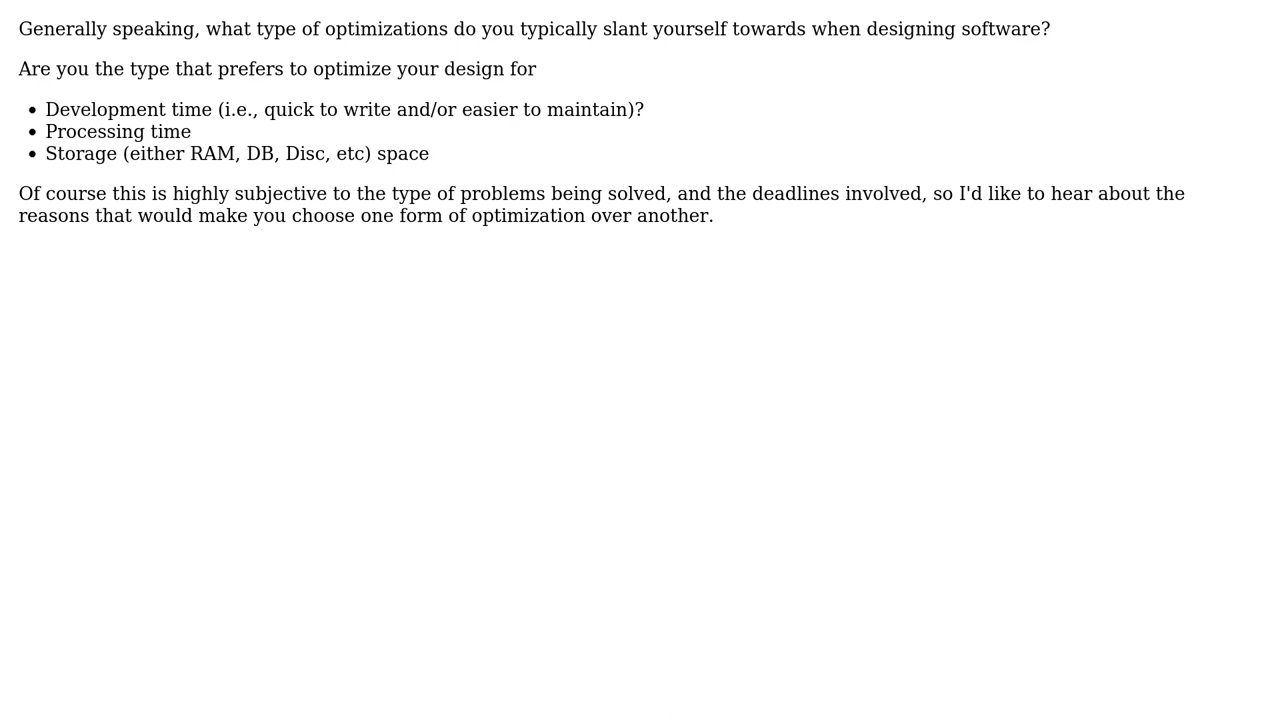 Generally speaking, what type of optimizations do you typically slant yourself towards when designing software?
Are you the type that prefers to optimize your design for
• Development time (i.e., quick to write and/or easier to maintain)?
• Processing time
• Storage (either RAM, DB, Disc, etc) space
Of course this is highly subjective to the type of problems being solved, and the deadlines involved, so I'd like to hear about the
reasons that would make you choose one form of optimization over another.